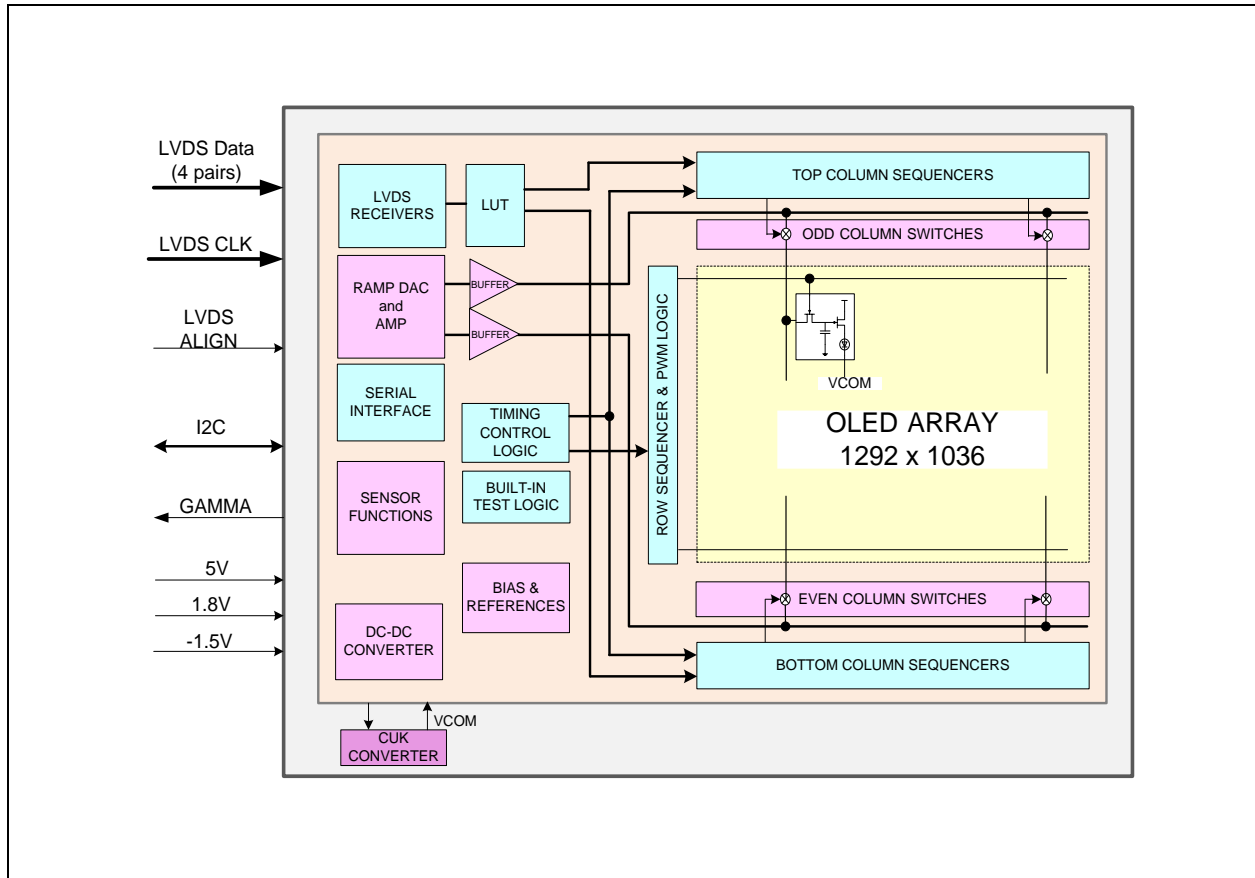 LVDS Data
(4 pairs)
LVDS CLK
LVDS
ALIGN
I2C
GAMMA
5V
1.8V
-1.5V
LVDS
RECEIVERS
LUT
RAMP DAC
and
AMP
BUFFER
BUFFER
SERIAL
INTERFACE
TIMING
CONTROL
LOGIC
SENSOR
FUNCTIONS
BUILT-IN
TEST LOGIC
BIAS &
REFERENCES
DC-DC
CONVERTER
VCOM
CUK
CONVERTER
ROW SEQUENCER & PWM LOGIC
TOP COLUMN SEQUENCERS
ODD COLUMN SWITCHES
VCOM
OLED ARRAY
1292 x 1036
EVEN COLUMN SWITCHES
BOTTOM COLUMN SEQUENCERS